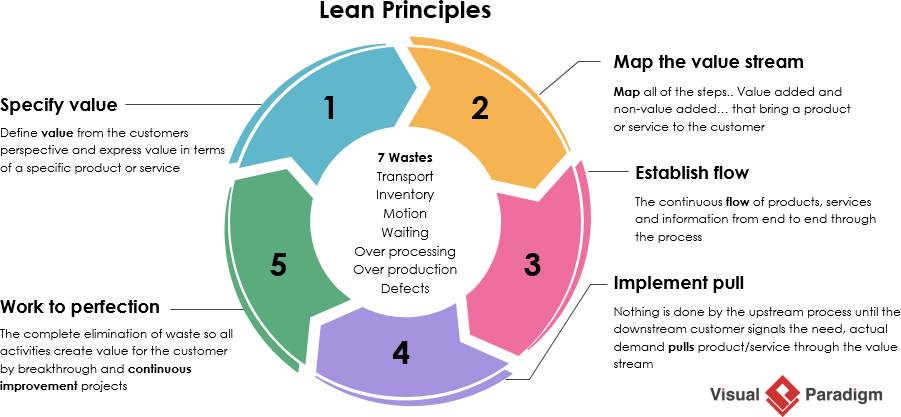 Lean Principles
1
Specify value
Define value from the customers
perspective and express value in terms
of a specific product or service
2
Map the value stream
Map all of the steps.. Value added and
non-value added... that bring a product
or service to the customer
3
Establish flow
The continuous flow of products, services
and information from end to end through
the process
4
Implement pull
Nothing is done by the upstream process until the
downstream customer signals the need, actual
demand pulls product/service through the value
stream
5
Work to perfection
The complete elimination of waste so all
activities create value for the customer
by breakthrough and continuous
improvement projects
7 Wastes
Transport
Inventory
Motion
Waiting
Over processing
Over production
Defects
Visual Paradigm